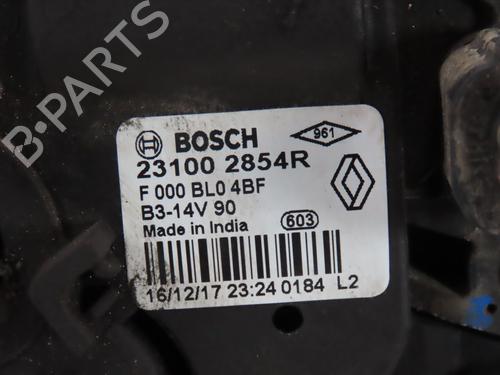 BOSCH
961
23100 2854R
F 000 BL0 4BF
B3-14V 90
Made in India
603
16/12/17 23:24 0184 L2
B-Parts